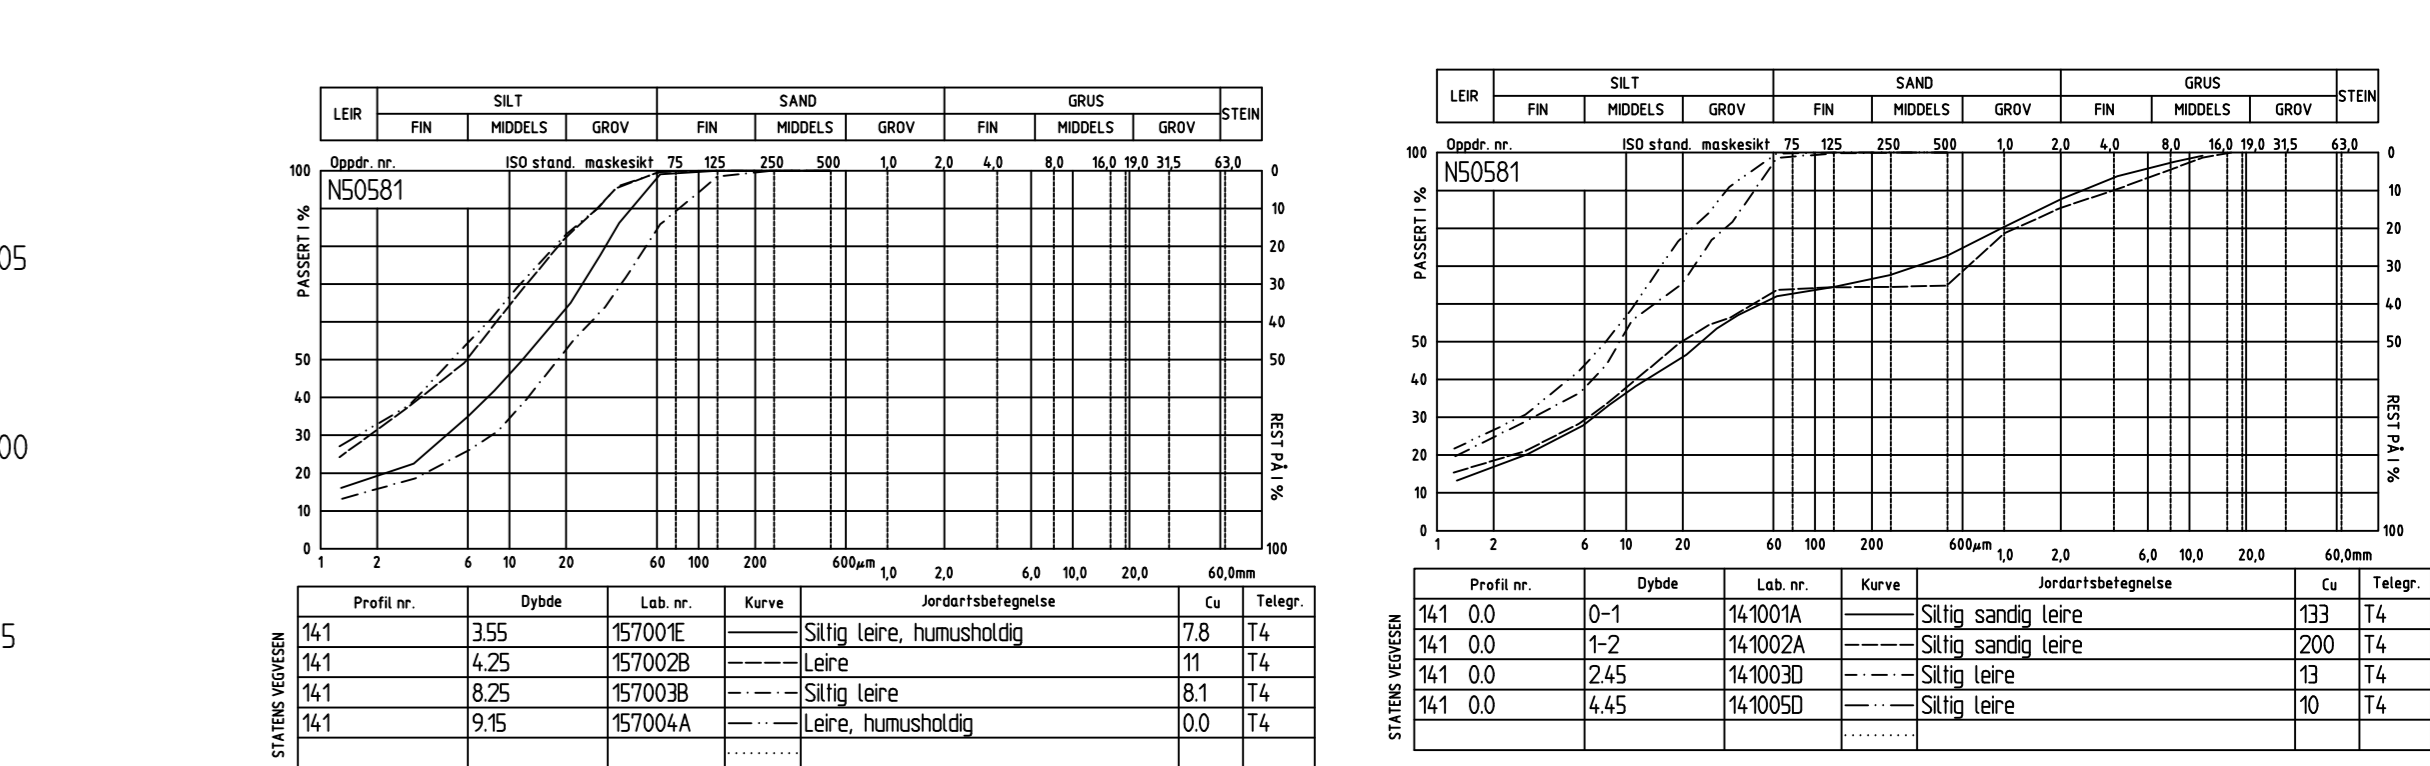 05
00
5
LEIR SILT SAND GRUS STEIN
FIN MIDDELS GROV FIN MIDDELS GROV FIN MIDDELS GROV
Oppdr. nr. ISO stand. maskesikt 75 125 250 500 1,0 2,0 4,0 8,0 16,0 19,0 31,5 63,0
N50581
PASSERT I %
100
50
40
30
20
10
0
0
10
20
30
40
50
100
REST PÅ I %
1 2 6 10 20 60 100 200 600µm 1,0 2,0 6,0 10,0 20,0 60,0mm
STATENS VEGVESEN
Profil nr. Dybde Lab. nr. Kurve Jordartsbetegnelse Cu Telegr.
141 3.55 157001E Siltig leire, humusholdig 7.8 T4
141 4.25 157002B Leire 11 T4
141 8.25 157003B Siltig leire 8.1 T4
141 9.15 157004A Leire, humusholdig 0.0 T4
LEIR SILT SAND GRUS STEIN
FIN MIDDELS GROV FIN MIDDELS GROV FIN MIDDELS GROV
Oppdr. nr. ISO stand. maskesikt 75 125 250 500 1,0 2,0 4,0 8,0 16,0 19,0 31,5 63,0
N50581
PASSERT I %
100
50
40
30
20
10
0
0
10
20
30
40
50
100
REST PÅ I %
1 2 6 10 20 60 100 200 600µm 1,0 2,0 6,0 10,0 20,0 60,0mm
STATENS VEGVESEN
Profil nr. Dybde Lab. nr. Kurve Jordartsbetegnelse Cu Telegr.
141 0.0 0-1 141001A Siltig sandig leire 133 T4
141 0.0 1-2 141002A Siltig sandig leire 200 T4
141 0.0 2.45 141003D Siltig leire 13 T4
141 0.0 4.45 141005D Siltig leire 10 T4